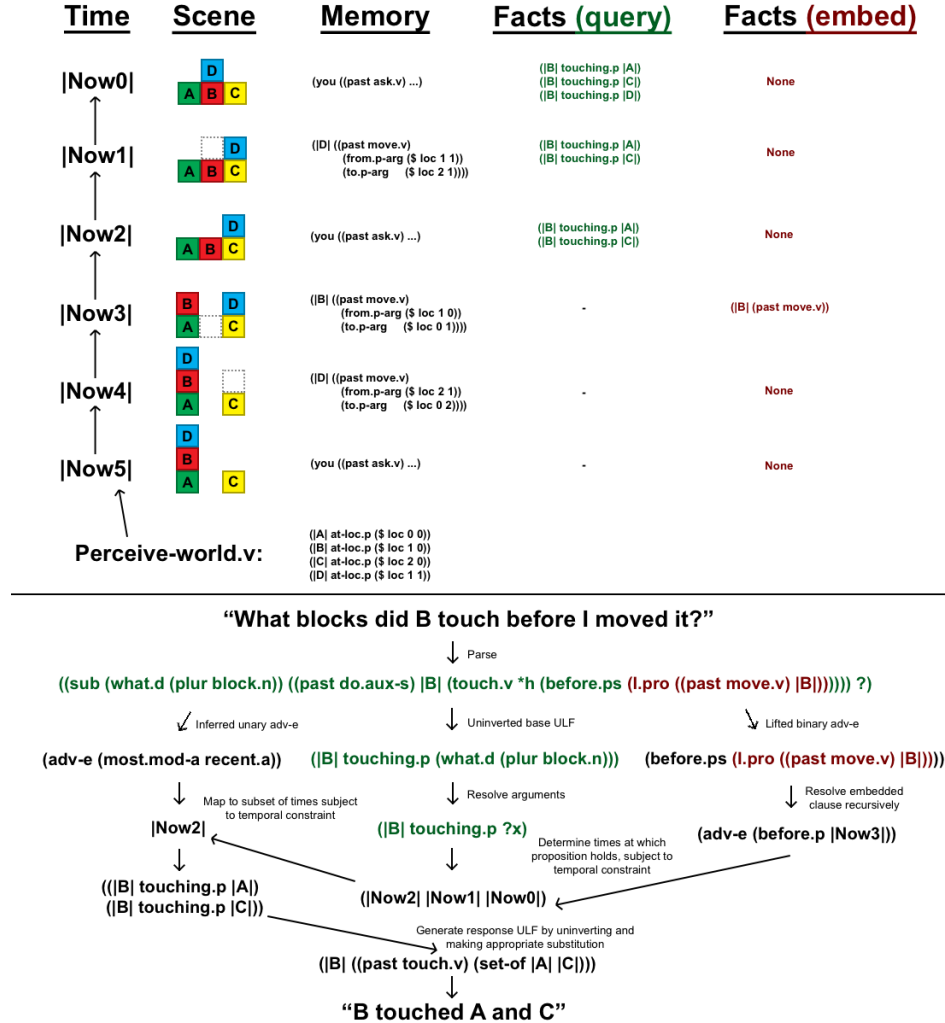 Time Scene Memory Facts (query) Facts (embed)
|Now0|
D
A B C
(you ((past ask.v) ...)
(|B| touching.p |A|)
(|B| touching.p |C|)
(|B| touching.p |D|)
None
|Now1|
D
A B C
(|D| ((past move.v)
(from.p-arg ($ loc 1 1))
(to.p-arg ($ loc 2 1))))
(|B| touching.p |A|)
(|B| touching.p |C|)
None
|Now2|
D
A B C
(you ((past ask.v) ...)
(|B| touching.p |A|)
(|B| touching.p |C|)
None
|Now3|
B D
A C
(|B| ((past move.v)
(from.p-arg ($ loc 1 0))
(to.p-arg ($ loc 0 1))))
-
(|B| (past move.v))
|Now4|
D
B
A C
(|D| ((past move.v)
(from.p-arg ($ loc 2 1))
(to.p-arg ($ loc 0 2))))
-
None
|Now5|
D
B
A C
(you ((past ask.v) ...)
-
None
Perceive-world.v:
(|A| at-loc.p ($ loc 0 0))
(|B| at-loc.p ($ loc 1 0))
(|C| at-loc.p ($ loc 2 0))
(|D| at-loc.p ($ loc 1 1))
“What blocks did B touch before I moved it?”
Parse
((sub (what.d (plur block.n)) ((past do.aux-s) |B| (touch.v *h (before.ps (I.pro ((past move.v) |B|)))))) ?)
Inferred unary adv-e
Uninverted base ULF
Lifted binary adv-e
(adv-e (most.mod-a recent.a))
(|B| touching.p (what.d (plur block.n)))
(before.ps (I.pro ((past move.v) |B|))))
Map to subset of times subject
to temporal constraint
Resolve arguments
Resolve embedded
clause recursively
|Now2|
(|B| touching.p ?x)
(adv-e (before.p |Now3|))
Determine times at which
proposition holds, subject to
temporal constraint
((|B| touching.p |A|)
(|B| touching.p |C|))
(|Now2| |Now1| |Now0|)
Generate response ULF by uninverting and
making appropriate substitution
(|B| ((past touch.v) (set-of |A| |C|)))
“B touched A and C”